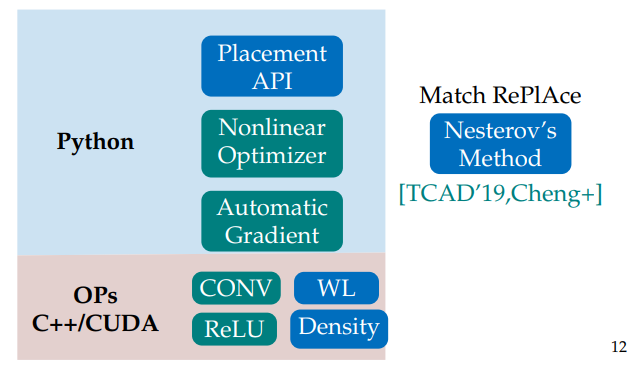 Placement
API
Python
Nonlinear
Optimizer
Automatic
Gradient
OPs
C++/CUDA
CONV
WL
ReLU
Density
Match RePlAce
Nesterov's
Method
[TCAD'19,Cheng+]
12